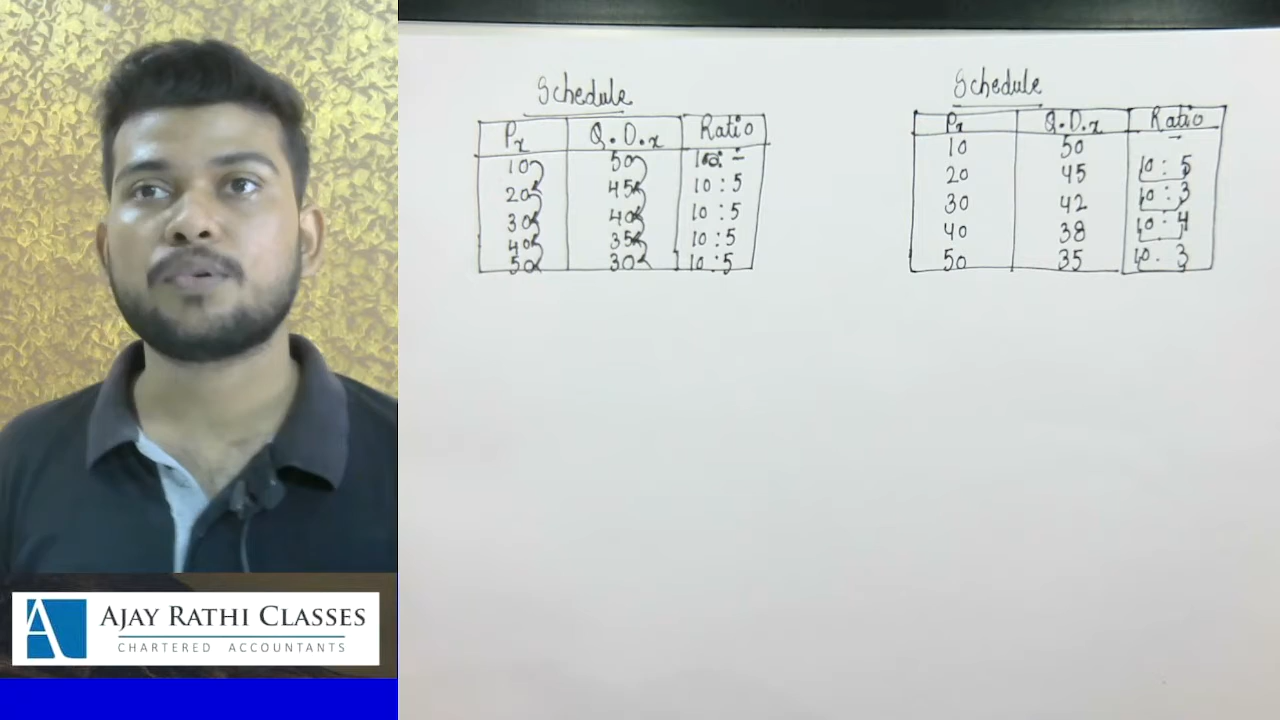 Schedule
Px Q.D.x Ratio
10 50 -
20 45 10 : 5
30 40 10 : 5
40 35 10 : 5
50 30 10 : 5
Schedule
Px Q.D.x Ratio
10 50 -
20 45 10 : 5
30 42 10 : 3
40 38 10 : 4
50 35 10 : 3
AJAY RATHI CLASSES
CHARTERED ACCOUNTANTS